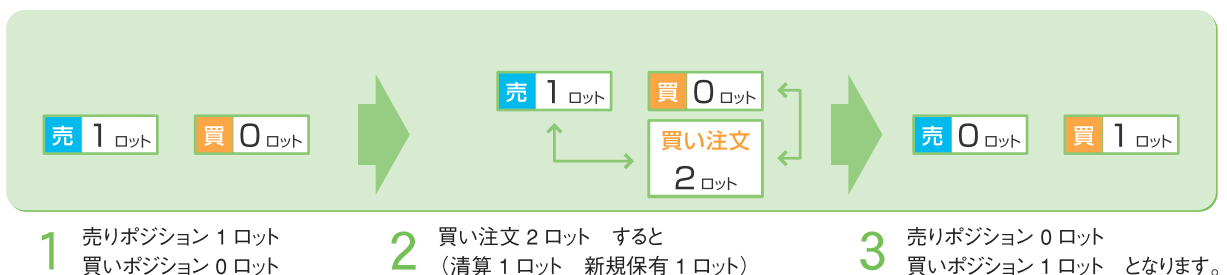 売 1 ロット 買 0 ロット
売 1 ロット 買 0 ロット
買い注文
2 ロット
売 0 ロット 買 1 ロット
1 売りポジション 1 ロット
買いポジション 0 ロット
2 買い注文 2 ロット　すると
（清算 1 ロット　新規保有 1 ロット）
3 売りポジション 0 ロット
買いポジション 1 ロット　となります。